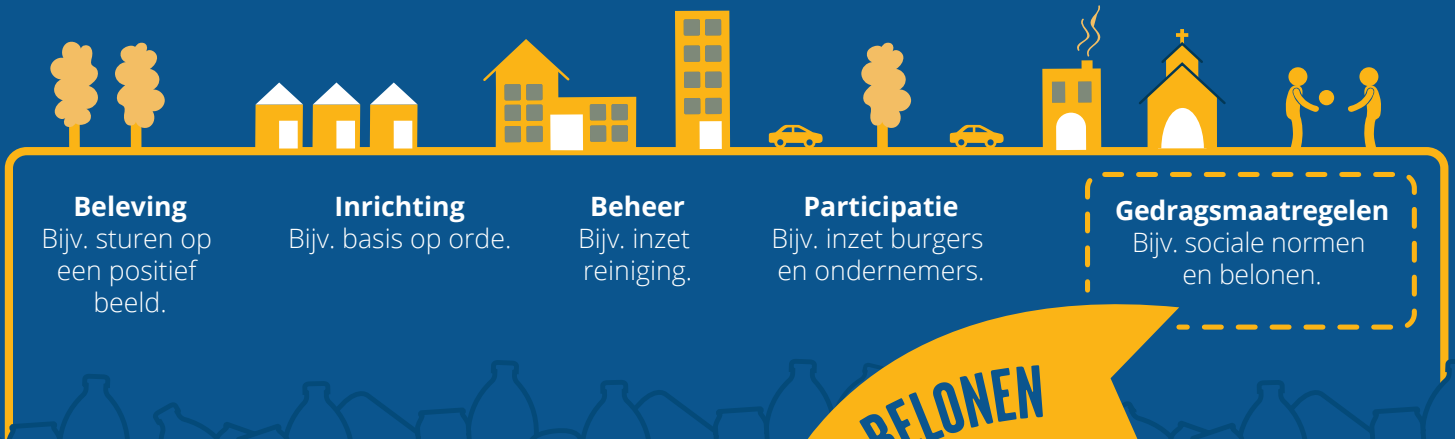 Beleving
Bijv. sturen op
een positief
beeld.
Inrichting
Bijv. basis op orde.
Beheer
Bijv. inzet
reiniging.
Participatie
Bijv. inzet burgers
en ondernemers.
Gedragsmaatregelen
Bijv. sociale normen
en belonen.
BELONEN